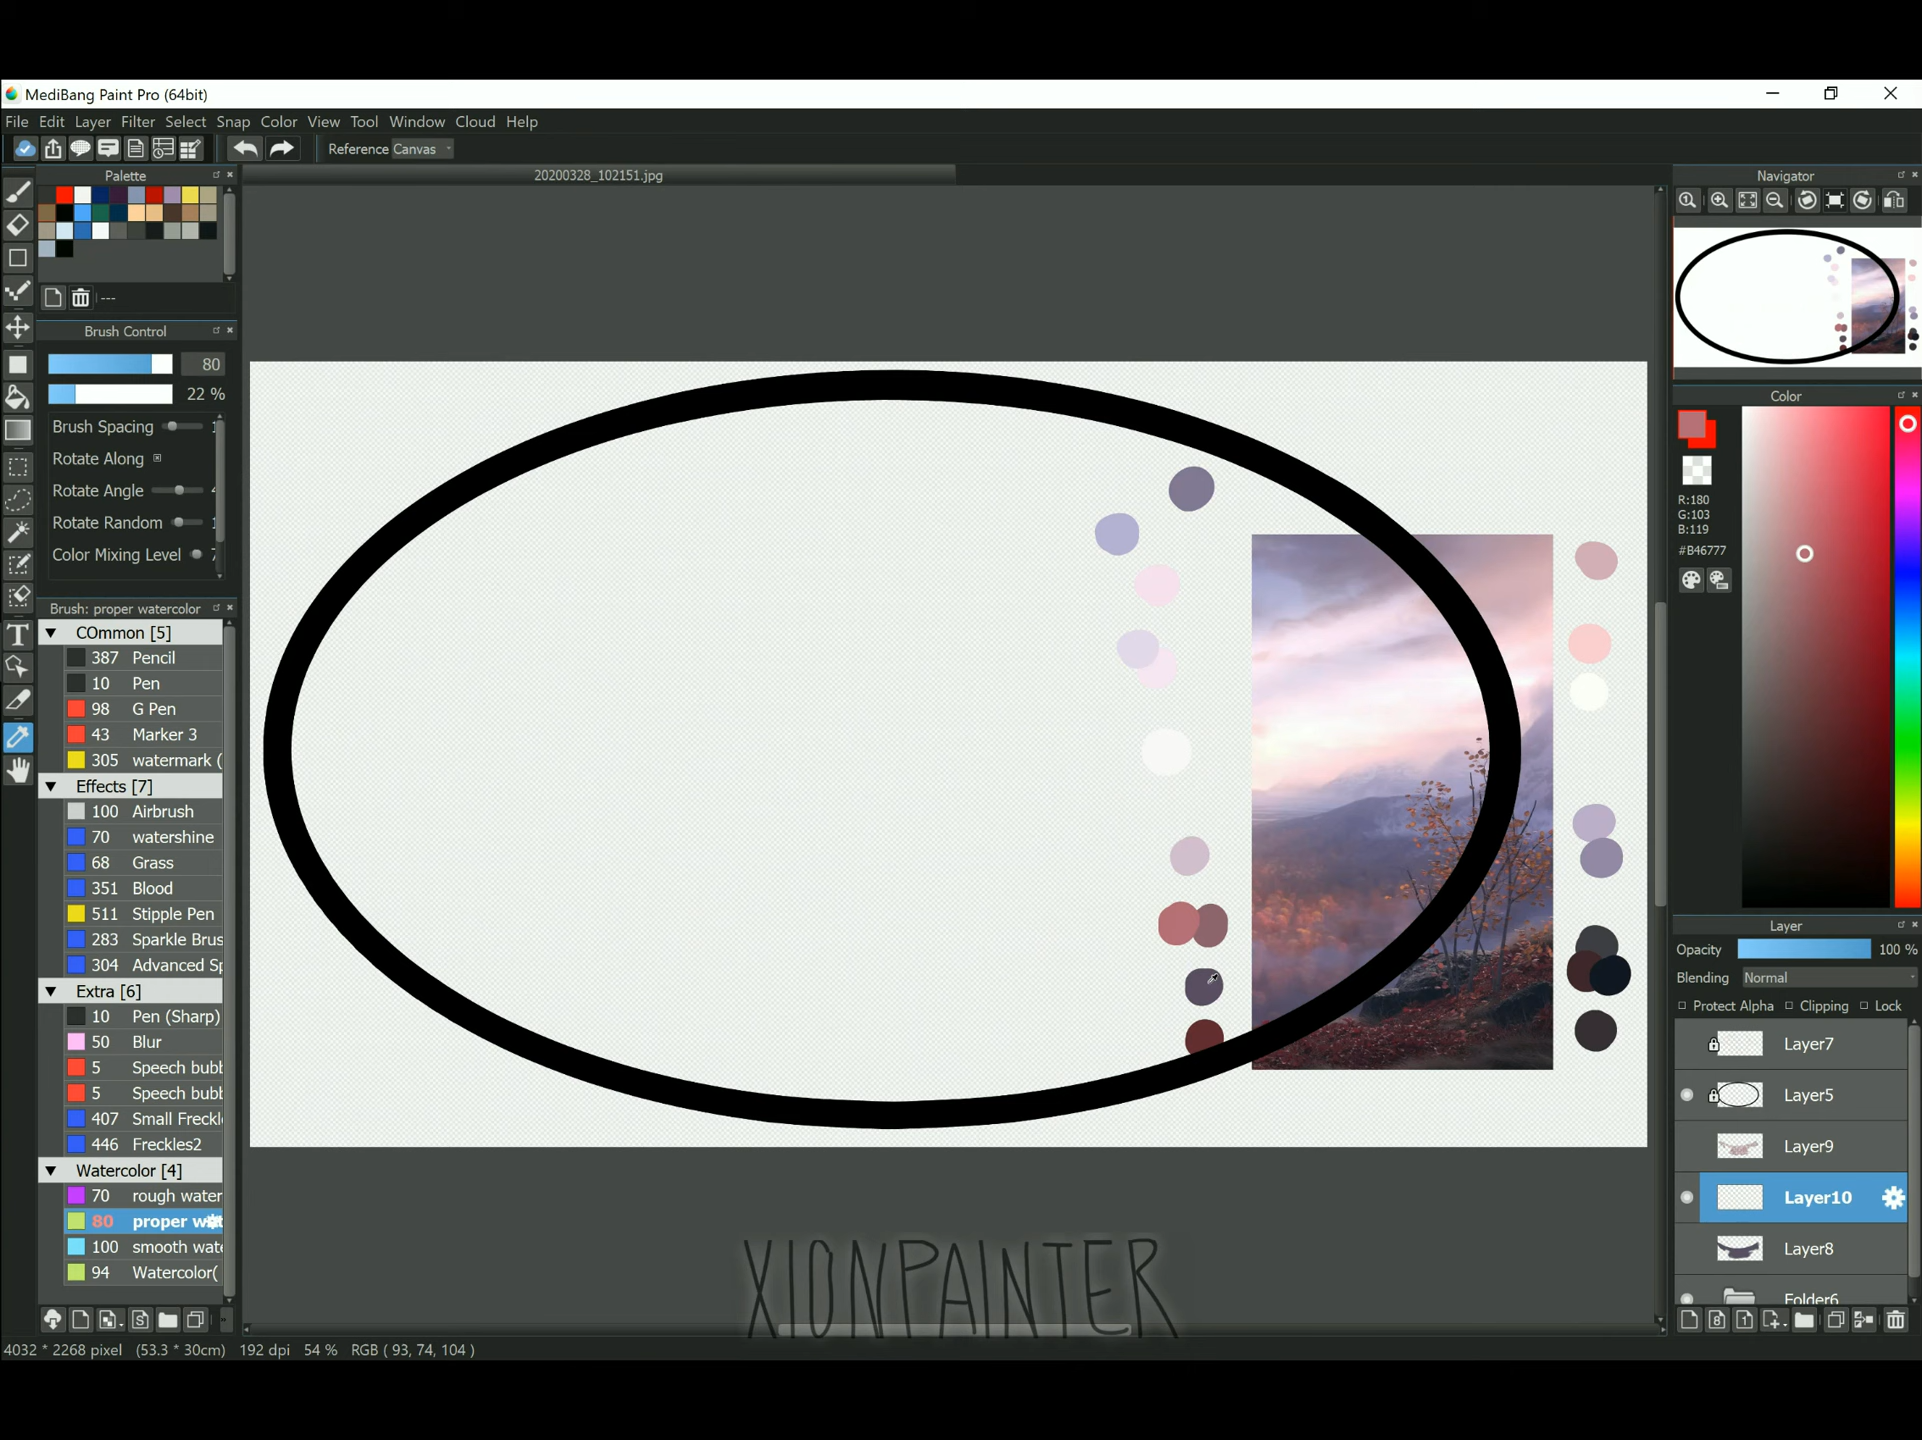 MediBang Paint Pro (64bit)
File Edit Layer Filter Select Snap Color View Tool Window Cloud Help
Reference Canvas
Palette
20200328_102151.jpg
Navigator
---
Brush Control
80
22 %
Brush Spacing
Rotate Along
Rotate Angle
Rotate Random
Color Mixing Level
Brush: proper watercolor
COmmon [5]
387 Pencil
10 Pen
98 G Pen
43 Marker 3
305 watermark (
Effects [7]
100 Airbrush
70 watershine
68 Grass
351 Blood
511 Stipple Pen
283 Sparkle Brus
304 Advanced Sp
Extra [6]
10 Pen (Sharp)
50 Blur
5 Speech bubb
5 Speech bubb
407 Small Freckl
446 Freckles2
Watercolor [4]
70 rough water
80 proper w
100 smooth wate
94 Watercolor(
Color
R:180
G:103
B:119
#B46777
Layer
Opacity 100 %
Blending Normal
Protect Alpha Clipping Lock
Layer7
Layer5
Layer9
Layer10
Layer8
Folder6
XIONPAINTER
4032 * 2268 pixel (53.3 * 30cm) 192 dpi 54 % RGB ( 93, 74, 104 )